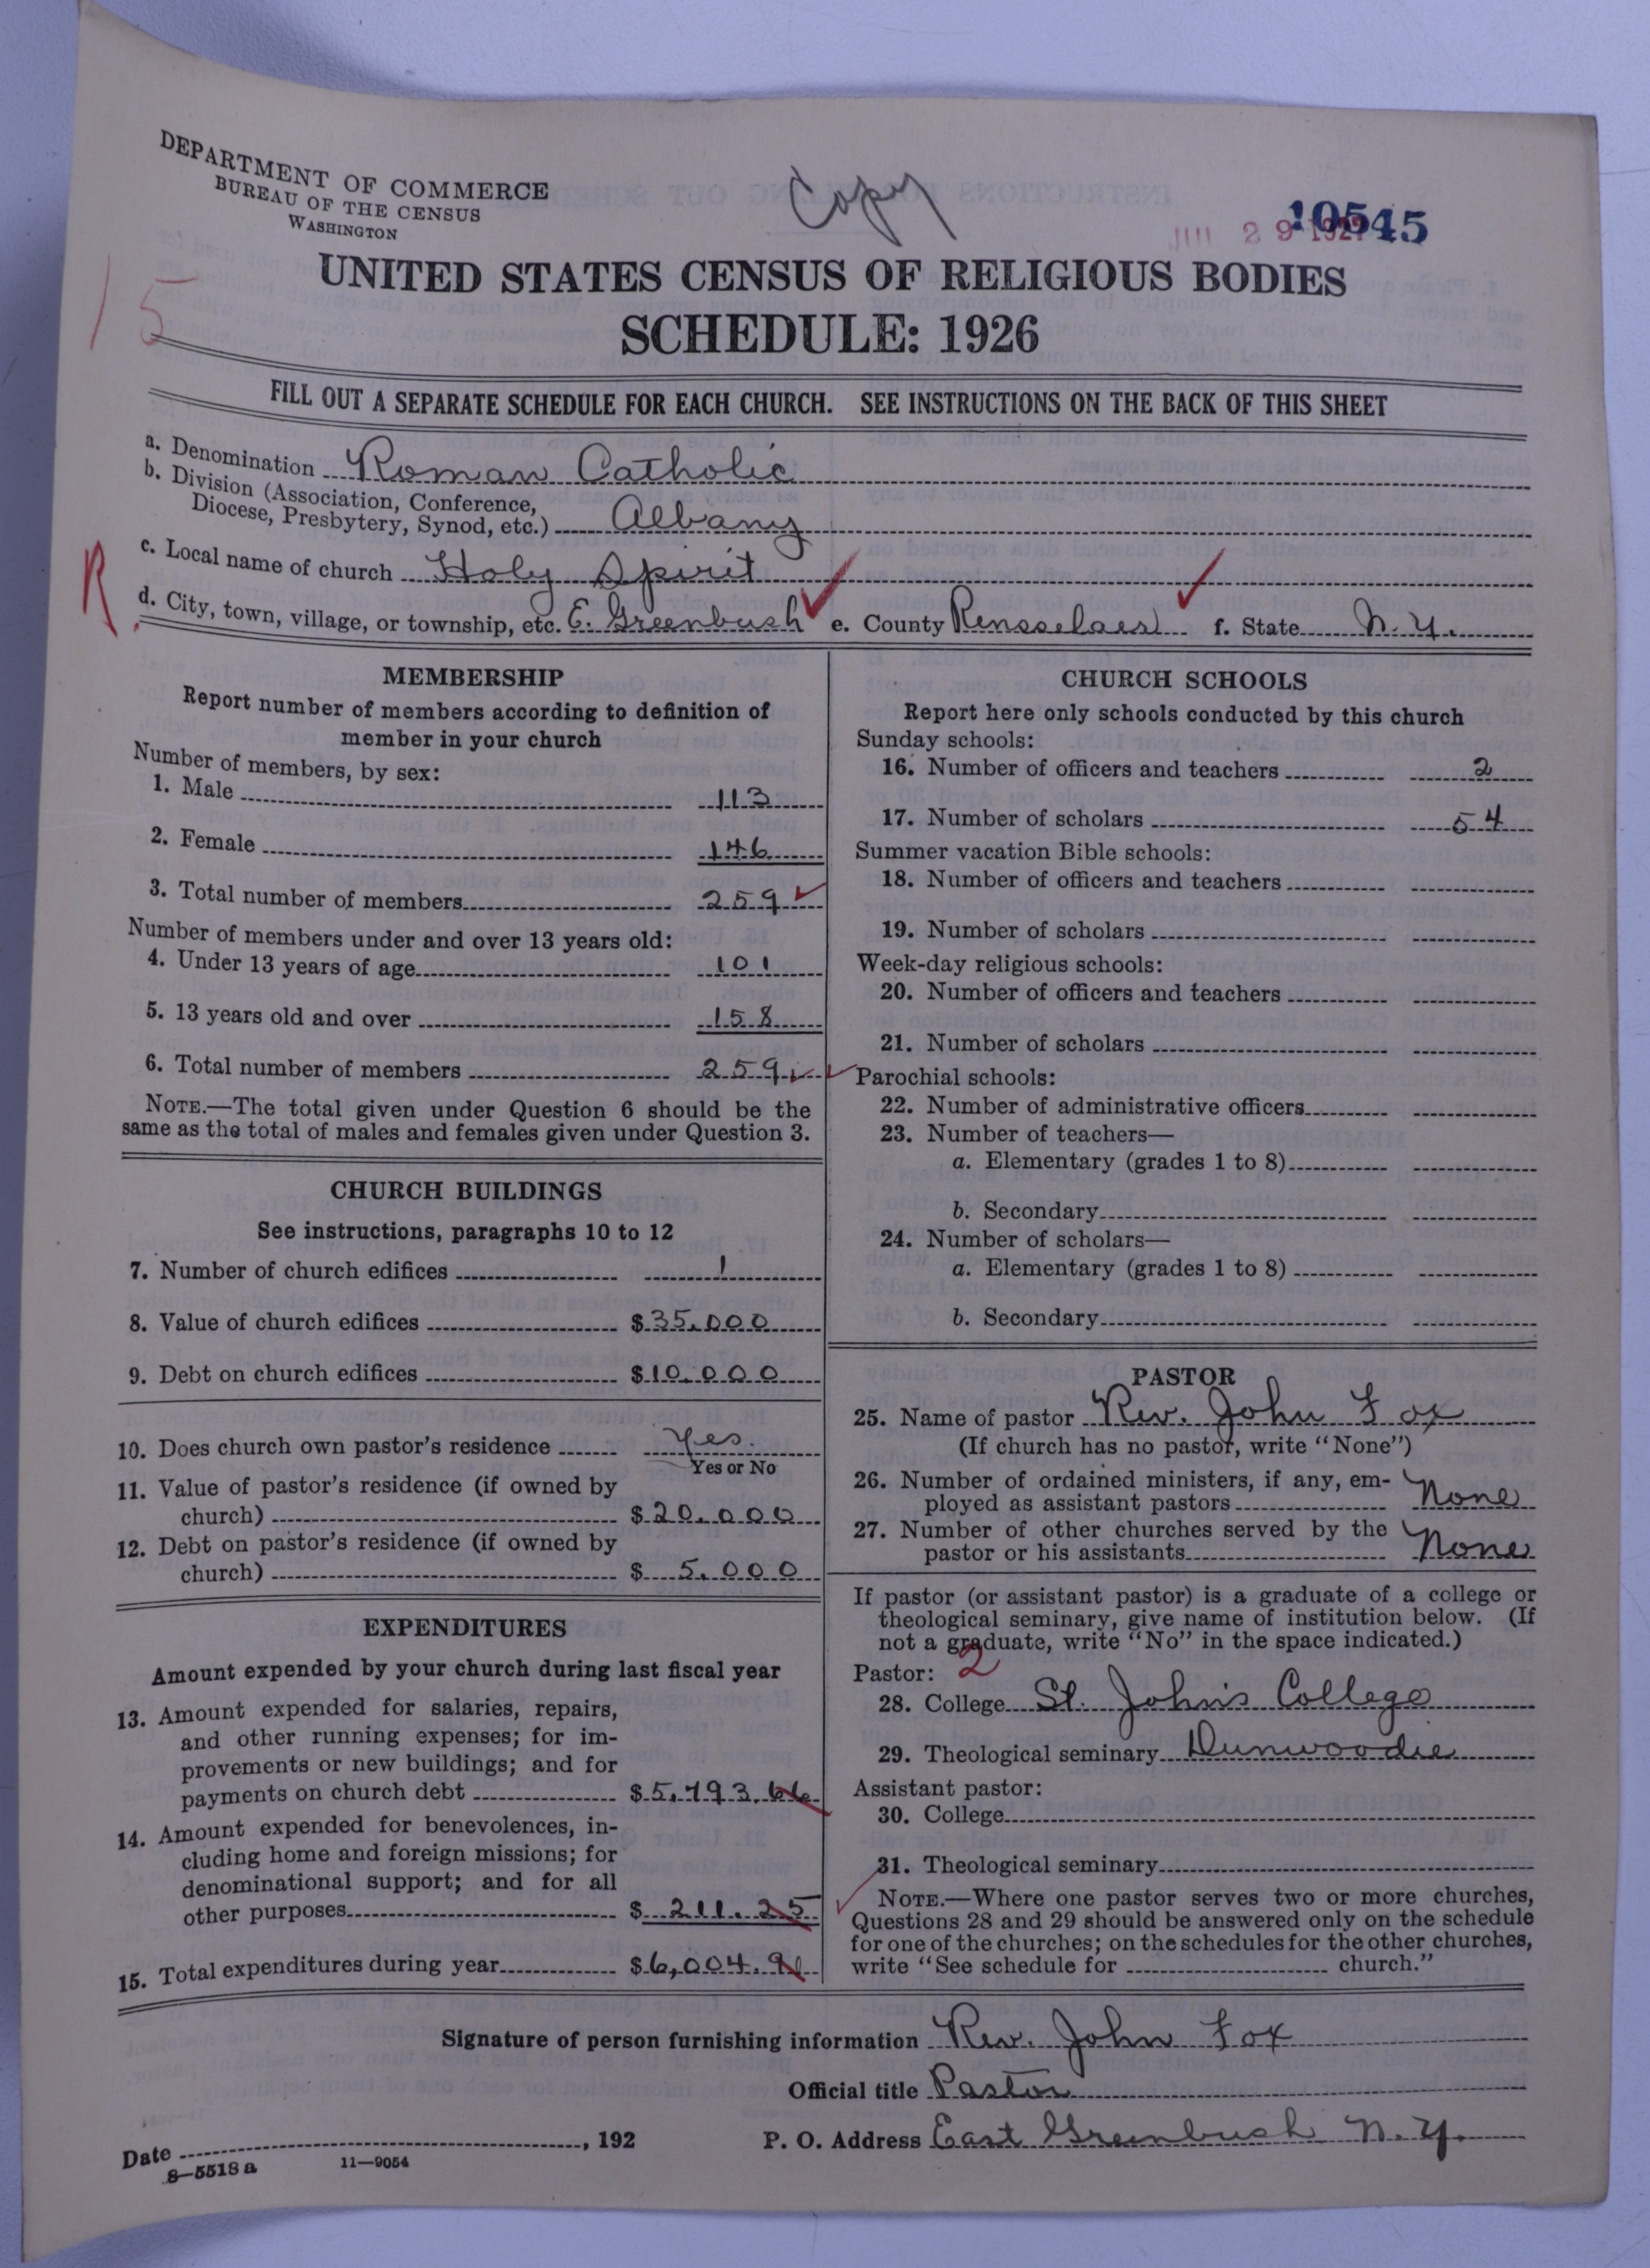 DEPARTMENT OF COMMERCE
BUREAU OF THE CENSUS
WASHINGTON
Copy
10545
29 1927
15
UNITED STATES CENSUS OF RELIGIOUS BODIES
SCHEDULE: 1926
FILL OUT A SEPARATE SCHEDULE FOR EACH CHURCH. SEE INSTRUCTIONS ON THE BACK OF THIS SHEET
a. Denomination Roman Catholic
b. Division (Association, Conference,
Diocese, Presbytery, Synod, etc.) Albany
c. Local name of church Holy Spirit
R.
d. City, town, village, or township, etc. E. Greenbush e. County Rensselaer f. State N. Y.
MEMBERSHIP
Report number of members according to definition of
member in your church
Number of members, by sex:
1. Male 113
2. Female 146
3. Total number of members 259
Number of members under and over 13 years old:
4. Under 13 years of age 101
5. 13 years old and over 158
6. Total number of members 259
NOTE.—The total given under Question 6 should be the
same as the total of males and females given under Question 3.
CHURCH BUILDINGS
See instructions, paragraphs 10 to 12
7. Number of church edifices 1
8. Value of church edifices $35,000
9. Debt on church edifices $10,000
10. Does church own pastor's residence Yes.
Yes or No
11. Value of pastor's residence (if owned by
church) $20,000
12. Debt on pastor's residence (if owned by
church) $5,000
EXPENDITURES
Amount expended by your church during last fiscal year
13. Amount expended for salaries, repairs,
and other running expenses; for im-
provements or new buildings; and for
payments on church debt $5,793.66
14. Amount expended for benevolences, in-
cluding home and foreign missions; for
denominational support; and for all
other purposes $211.25
15. Total expenditures during year $6,004.91
CHURCH SCHOOLS
Report here only schools conducted by this church
Sunday schools:
16. Number of officers and teachers 2
17. Number of scholars 54
Summer vacation Bible schools:
18. Number of officers and teachers
19. Number of scholars
Week-day religious schools:
20. Number of officers and teachers
21. Number of scholars
Parochial schools:
22. Number of administrative officers
23. Number of teachers—
a. Elementary (grades 1 to 8)
b. Secondary
24. Number of scholars—
a. Elementary (grades 1 to 8)
b. Secondary
PASTOR
25. Name of pastor Rev. John Fox
(If church has no pastor, write "None")
26. Number of ordained ministers, if any, em-
ployed as assistant pastors None
27. Number of other churches served by the
pastor or his assistants None
If pastor (or assistant pastor) is a graduate of a college or
theological seminary, give name of institution below. (If
not a graduate, write "No" in the space indicated.)
Pastor: 2
28. College St. John's College
29. Theological seminary Dunwoodie
Assistant pastor:
30. College
31. Theological seminary
NOTE.—Where one pastor serves two or more churches,
Questions 28 and 29 should be answered only on the schedule
for one of the churches; on the schedules for the other churches,
write "See schedule for church."
Signature of person furnishing information Rev. John Fox
Official title Pastor
Date , 192 P. O. Address East Greenbush N. Y.
8—5518 a 11—9054